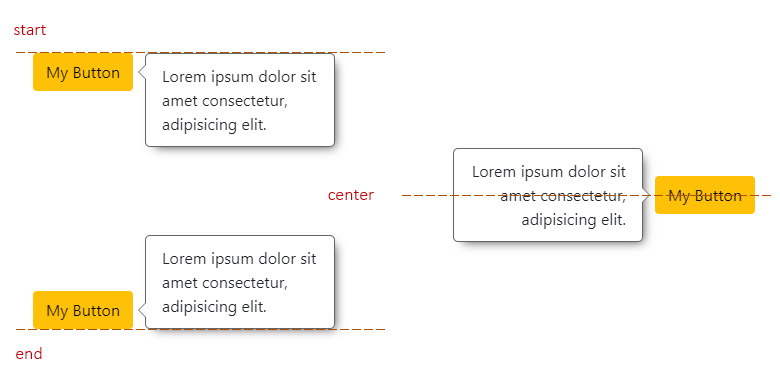 start
My Button
Lorem ipsum dolor sit
amet consectetur,
adipisicing elit.
Lorem ipsum dolor sit
amet consectetur,
adipisicing elit.
center
My Button
Lorem ipsum dolor sit
amet consectetur,
adipisicing elit.
My Button
end